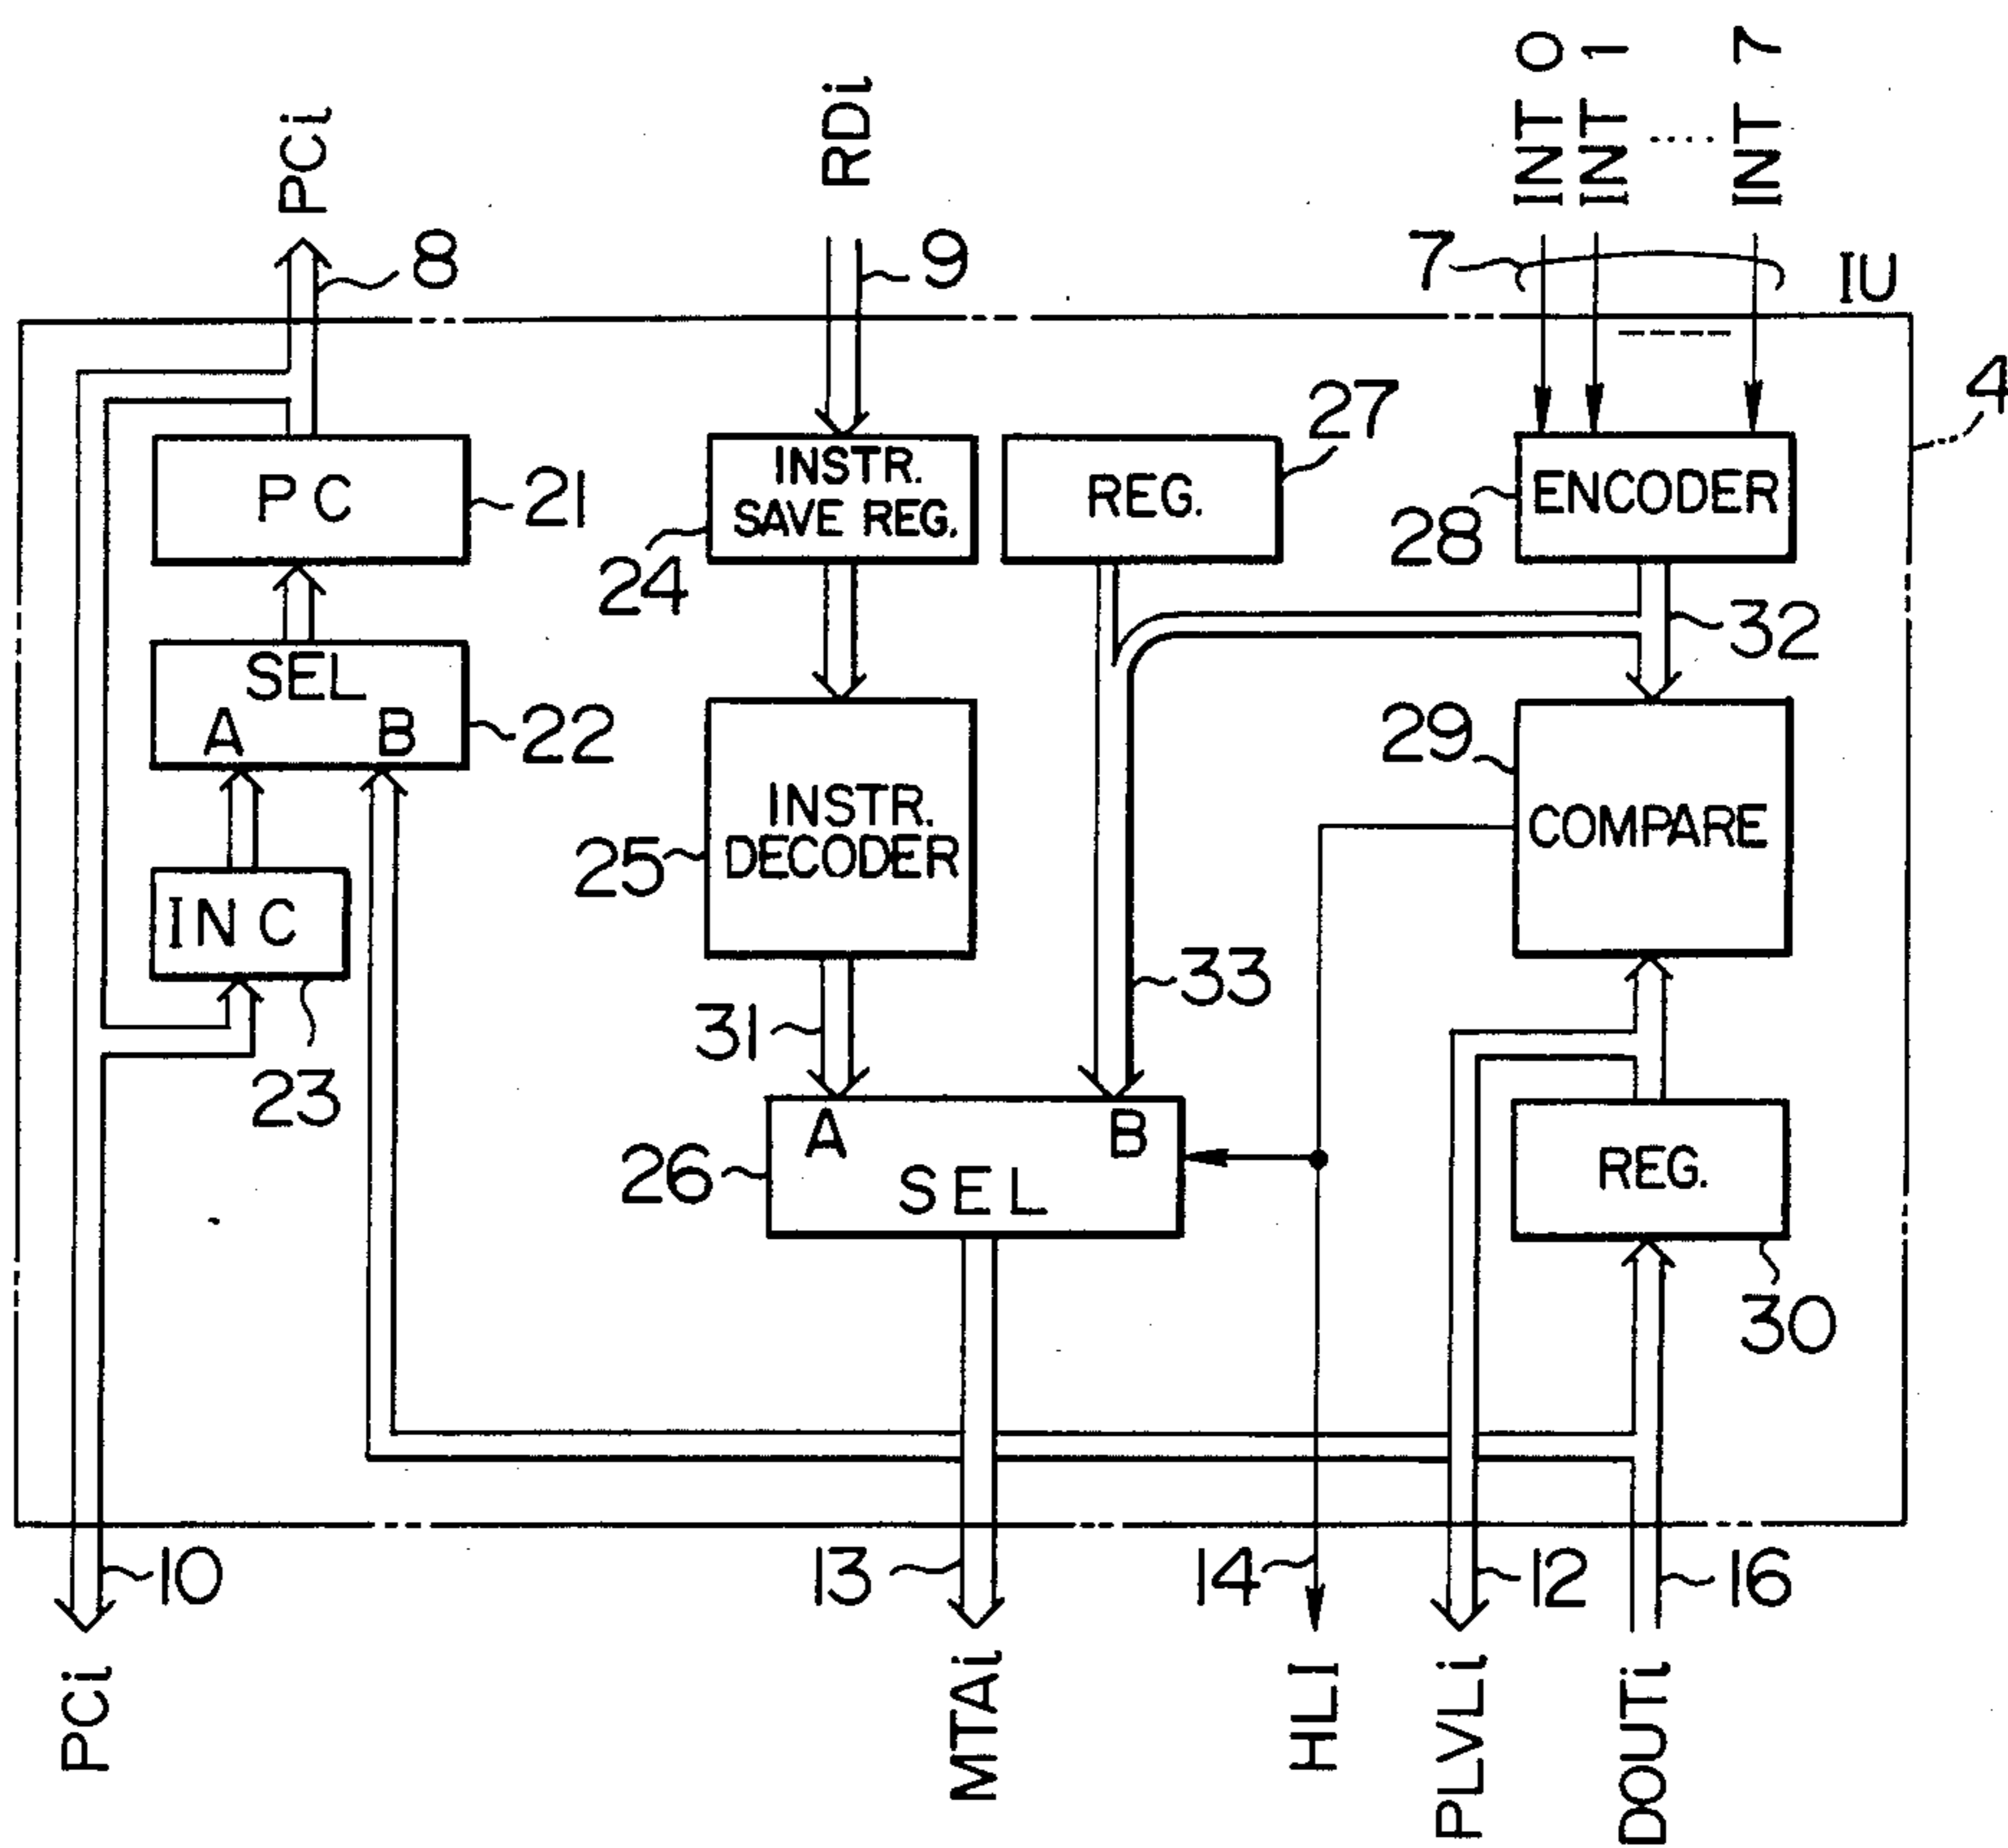 PCi
RDi
INT 0
INT 1
.....
INT 7
8
9
7
IU
4
PC
21
INSTR.
SAVE REG.
24
REG.
27
ENCODER
28
32
SEL
A B
22
INSTR.
DECODER
25
COMPARE
29
INC
23
31
33
A B
SEL
26
REG.
30
10
13
14
12
16
PCi
MTAi
HLI
PLVLi
DOUTi